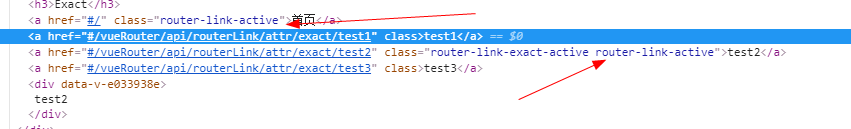 <h3>Exact</h3>
<a href="#/" class="router-link-active">首页</a>
<a href="#/vueRouter/api/routerLink/attr/exact/test1" class>test1</a> == $0
<a href="#/vueRouter/api/routerLink/attr/exact/test2" class="router-link-exact-active router-link-active">test2</a>
<a href="#/vueRouter/api/routerLink/attr/exact/test3" class>test3</a>
<div data-v-e033938e>
test2
</div>
</div>